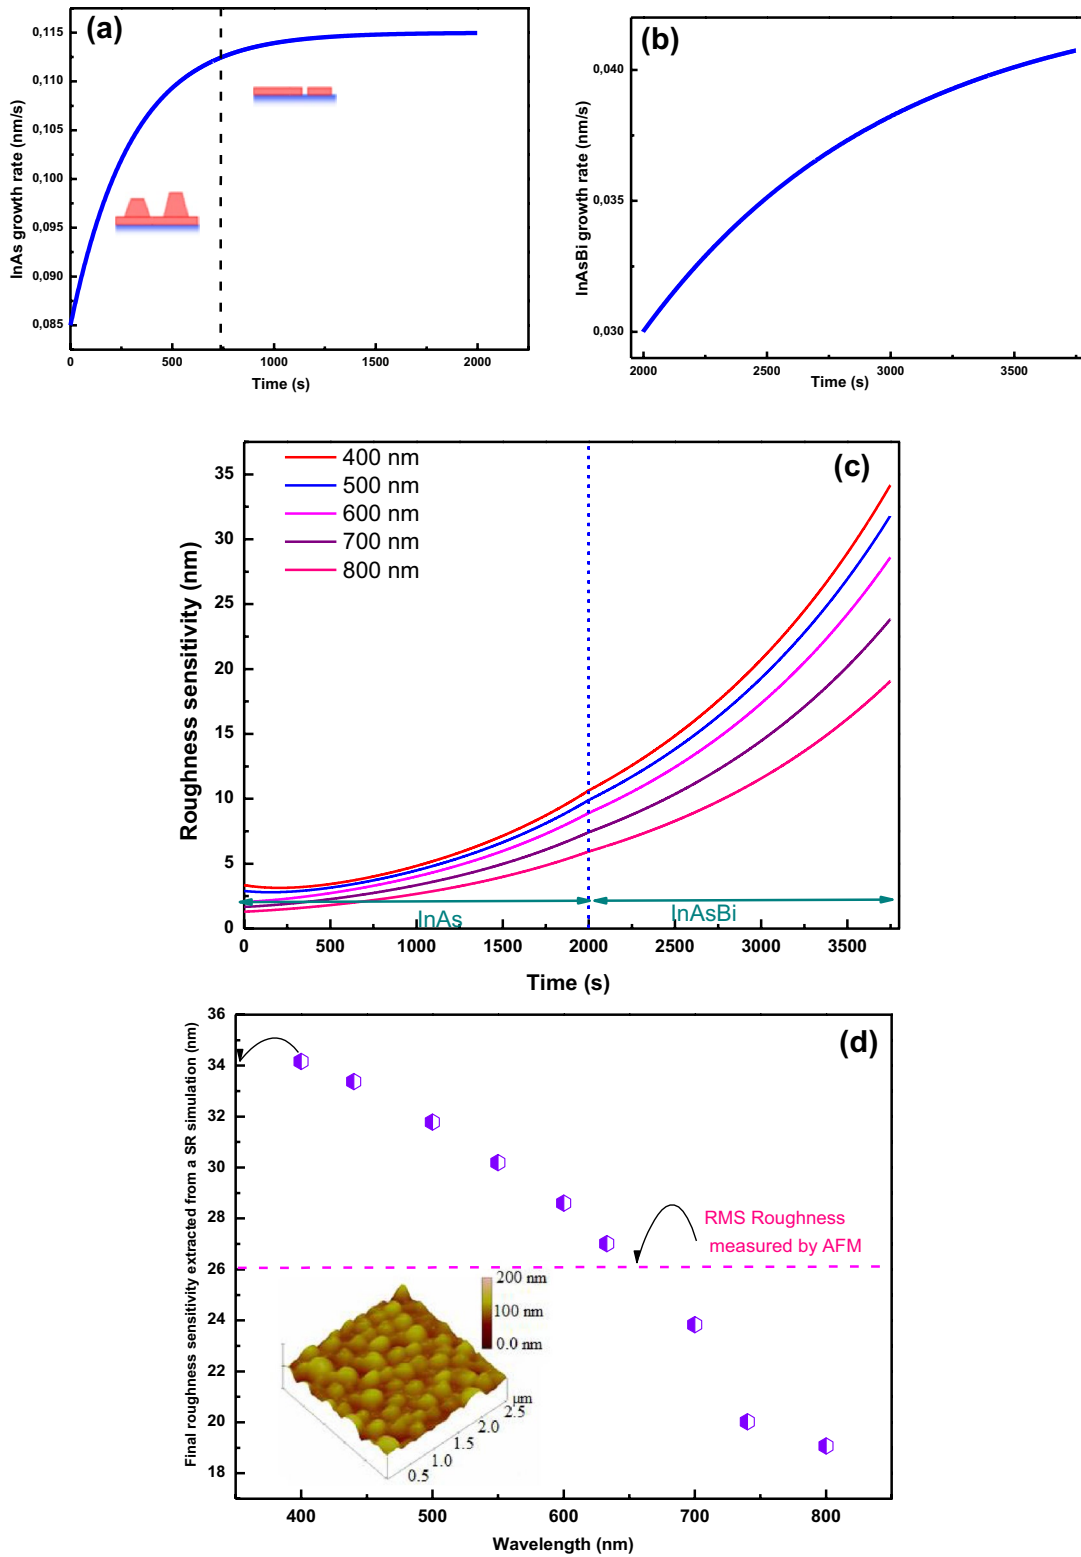 (a)
0,115
0,110
0,105
0,100
0,095
0,090
0,085
InAs growth rate (nm/s)
0
500
1000
1500
2000
Time (s)
(b)
0,040
0,035
0,030
InAsBi growth rate (nm/s)
2000
2500
3000
3500
Time (s)
(c)
400 nm
500 nm
600 nm
700 nm
800 nm
35
30
25
20
15
10
5
0
Roughness sensitivity (nm)
InAs
InAsBi
0
500
1000
1500
2000
2500
3000
3500
Time (s)
(d)
36
34
32
30
28
26
24
22
20
18
Final roughness sensitivity extracted from a SR simulation (nm)
RMS Roughness
measured by AFM
200 nm
100 nm
0.0 nm
µm
2.5
2.0
1.5
1.0
0.5
400
500
600
700
800
Wavelength (nm)